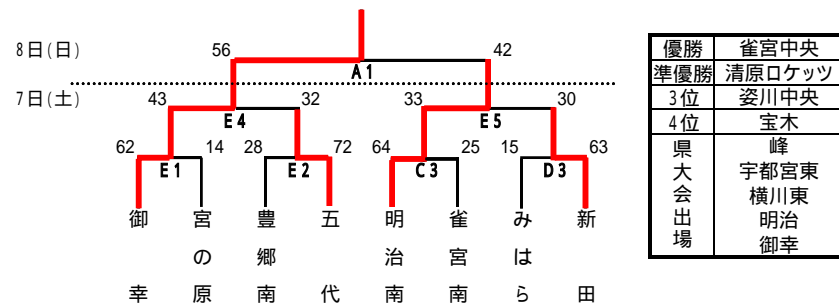 8日(日)
56
42
A1
7日(土)
43
32
33
30
E4
E5
62
14
28
72
64
25
15
63
E1
E2
C3
D3
御幸
宮の原
豊郷南
五代
明治南
雀宮南
みはら
新田
優勝 雀宮中央
準優勝 清原ロケッツ
3位 姿川中央
4位 宝木
県大会出場
峰
宇都宮東
横川東
明治
御幸